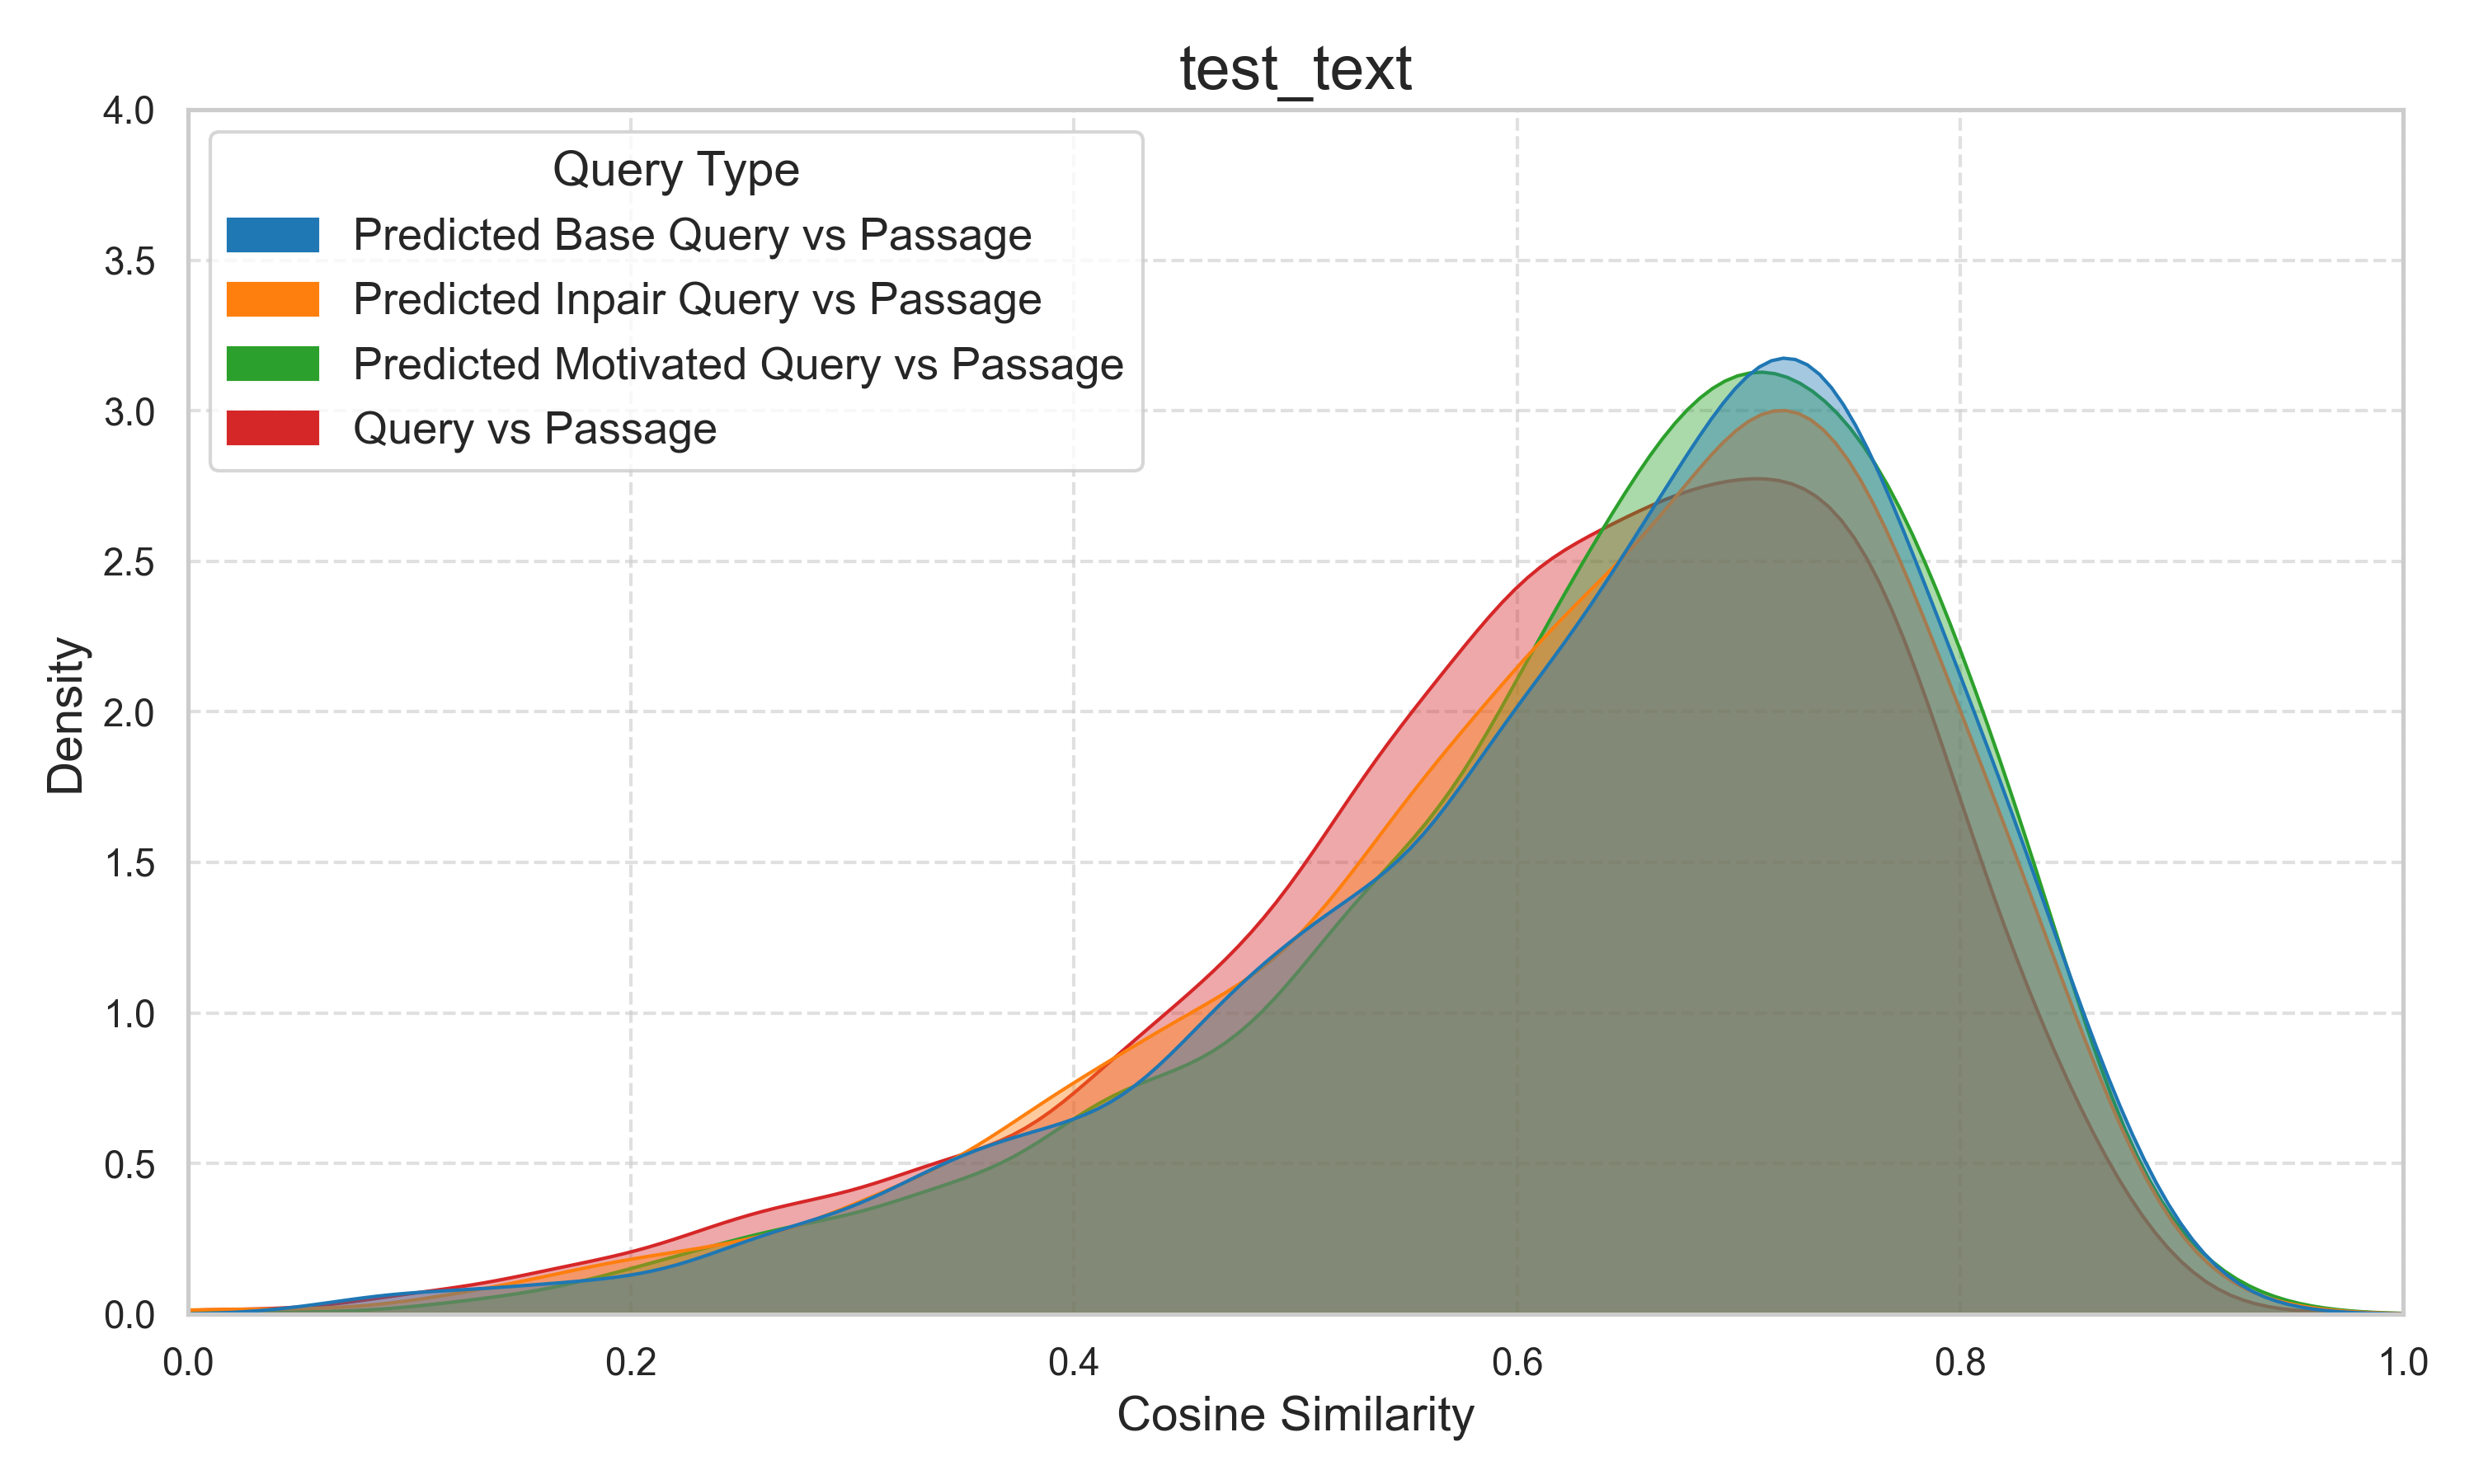 test_text
4.0
3.5
3.0
2.5
2.0
1.5
1.0
0.5
0.0
Density
Query Type
Predicted Base Query vs Passage
Predicted Inpair Query vs Passage
Predicted Motivated Query vs Passage
Query vs Passage
0.0 0.2 0.4 0.6 0.8 1.0
Cosine Similarity